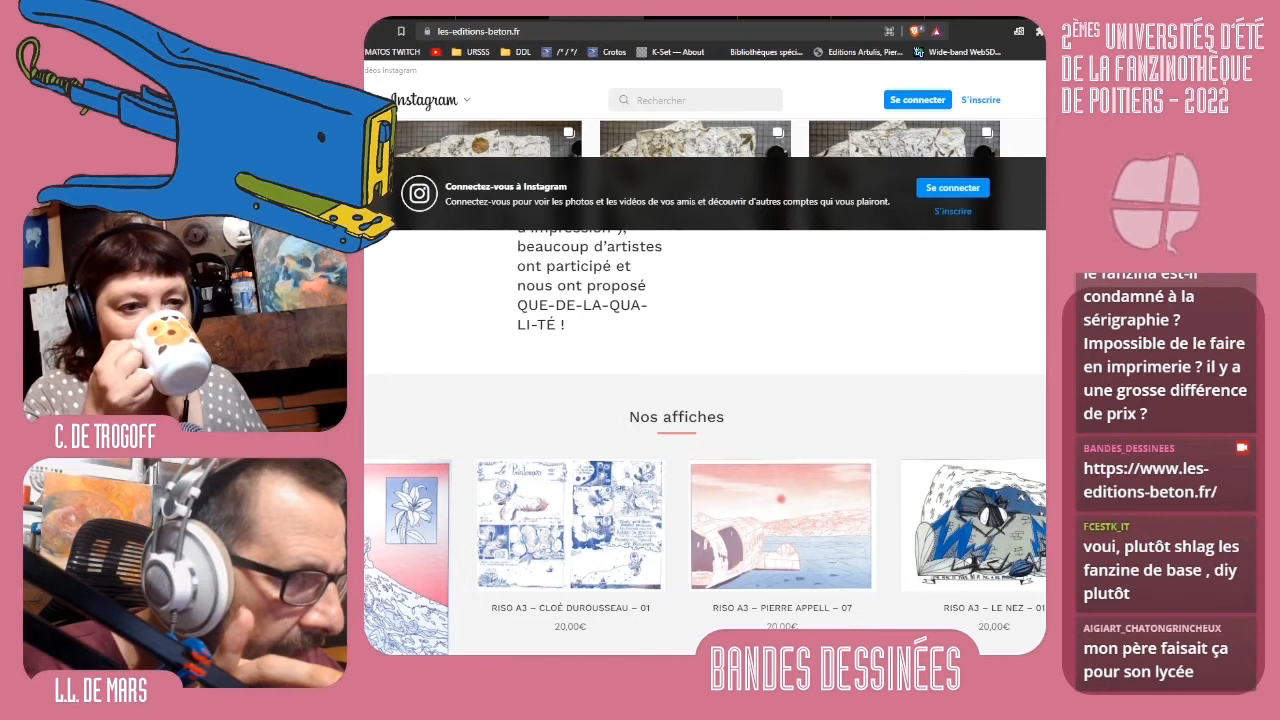 les-editions-beton.fr
MATOS TWITCH
URSSS
DDL
/*/*/
Crotos
K-Set — About
Bibliothèques spéci...
Editions Artulis, Pier...
Wide-band WebSD...
déos Instagram
Instagram
Rechercher
Se connecter
S'inscrire
Connectez-vous à Instagram
Connectez-vous pour voir les photos et les vidéos de vos amis et découvrir d'autres comptes qui vous plairont.
Se connecter
S'inscrire
d'impression"),
beaucoup d'artistes
ont participé et
nous ont proposé
QUE-DE-LA-QUA-
LI-TÉ !
Nos affiches
RISO A3 – CLOÉ DUROUSSEAU – 01
20,00€
RISO A3 – PIERRE APPELL – 07
20,00€
RISO A3 – LE NEZ – 01
20,00€
BANDES DESSINÉES
C. DE TROGOFF
L.L. DE MARS
2ÈMES UNIVERSITÉS D'ÉTÉ
DE LA FANZINOTHÈQUE
DE POITIERS - 2022
le fanzina est-il
condamné à la
sérigraphie ?
Impossible de le faire
en imprimerie ? il y a
une grosse différence
de prix ?
BANDES_DESSINEES
https://www.les-
editions-beton.fr/
FCESTK_IT
voui, plutôt shlag les
fanzine de base , diy
plutôt
AIGIART_CHATONGRINCHEUX
mon père faisait ça
pour son lycée